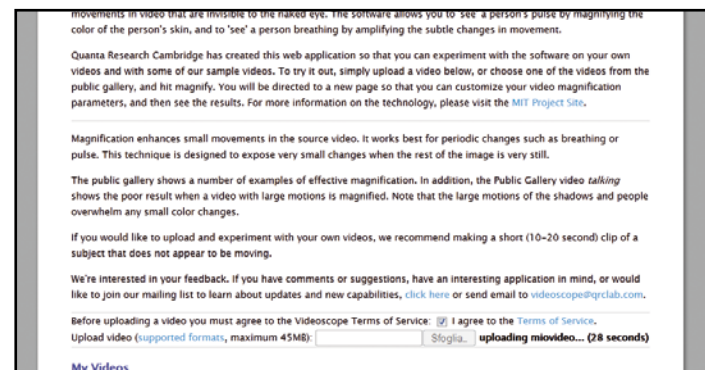 movements in video that are invisible to the naked eye. The software allows you to 'see' a person's pulse by magnifying the
color of the person's skin, and to 'see' a person breathing by amplifying the subtle changes in movement.
Quanta Research Cambridge has created this web application so that you can experiment with the software on your own
videos and with some of our sample videos. To try it out, simply upload a video below, or choose one of the videos from the
public gallery, and hit magnify. You will be directed to a new page so that you can customize your video magnification
parameters, and then see the results. For more information on the technology, please visit the MIT Project Site.
Magnification enhances small movements in the source video. It works best for periodic changes such as breathing or
pulse. This technique is designed to expose very small changes when the rest of the image is very still.
The public gallery shows a number of examples of effective magnification. In addition, the Public Gallery video talking
shows the poor result when a video with large motions is magnified. Note that the large motions of the shadows and people
overwhelm any small color changes.
If you would like to upload and experiment with your own videos, we recommend making a short (10-20 second) clip of a
subject that does not appear to be moving.
We're interested in your feedback. If you have comments or suggestions, have an interesting application in mind, or would
like to join our mailing list to learn about updates and new capabilities, click here or send email to videoscope@qrclab.com.
Before uploading a video you must agree to the Videoscope Terms of Service: I agree to the Terms of Service.
Upload video (supported formats, maximum 45MB): Sfoglia... uploading miovideo... (28 seconds)
My Videos